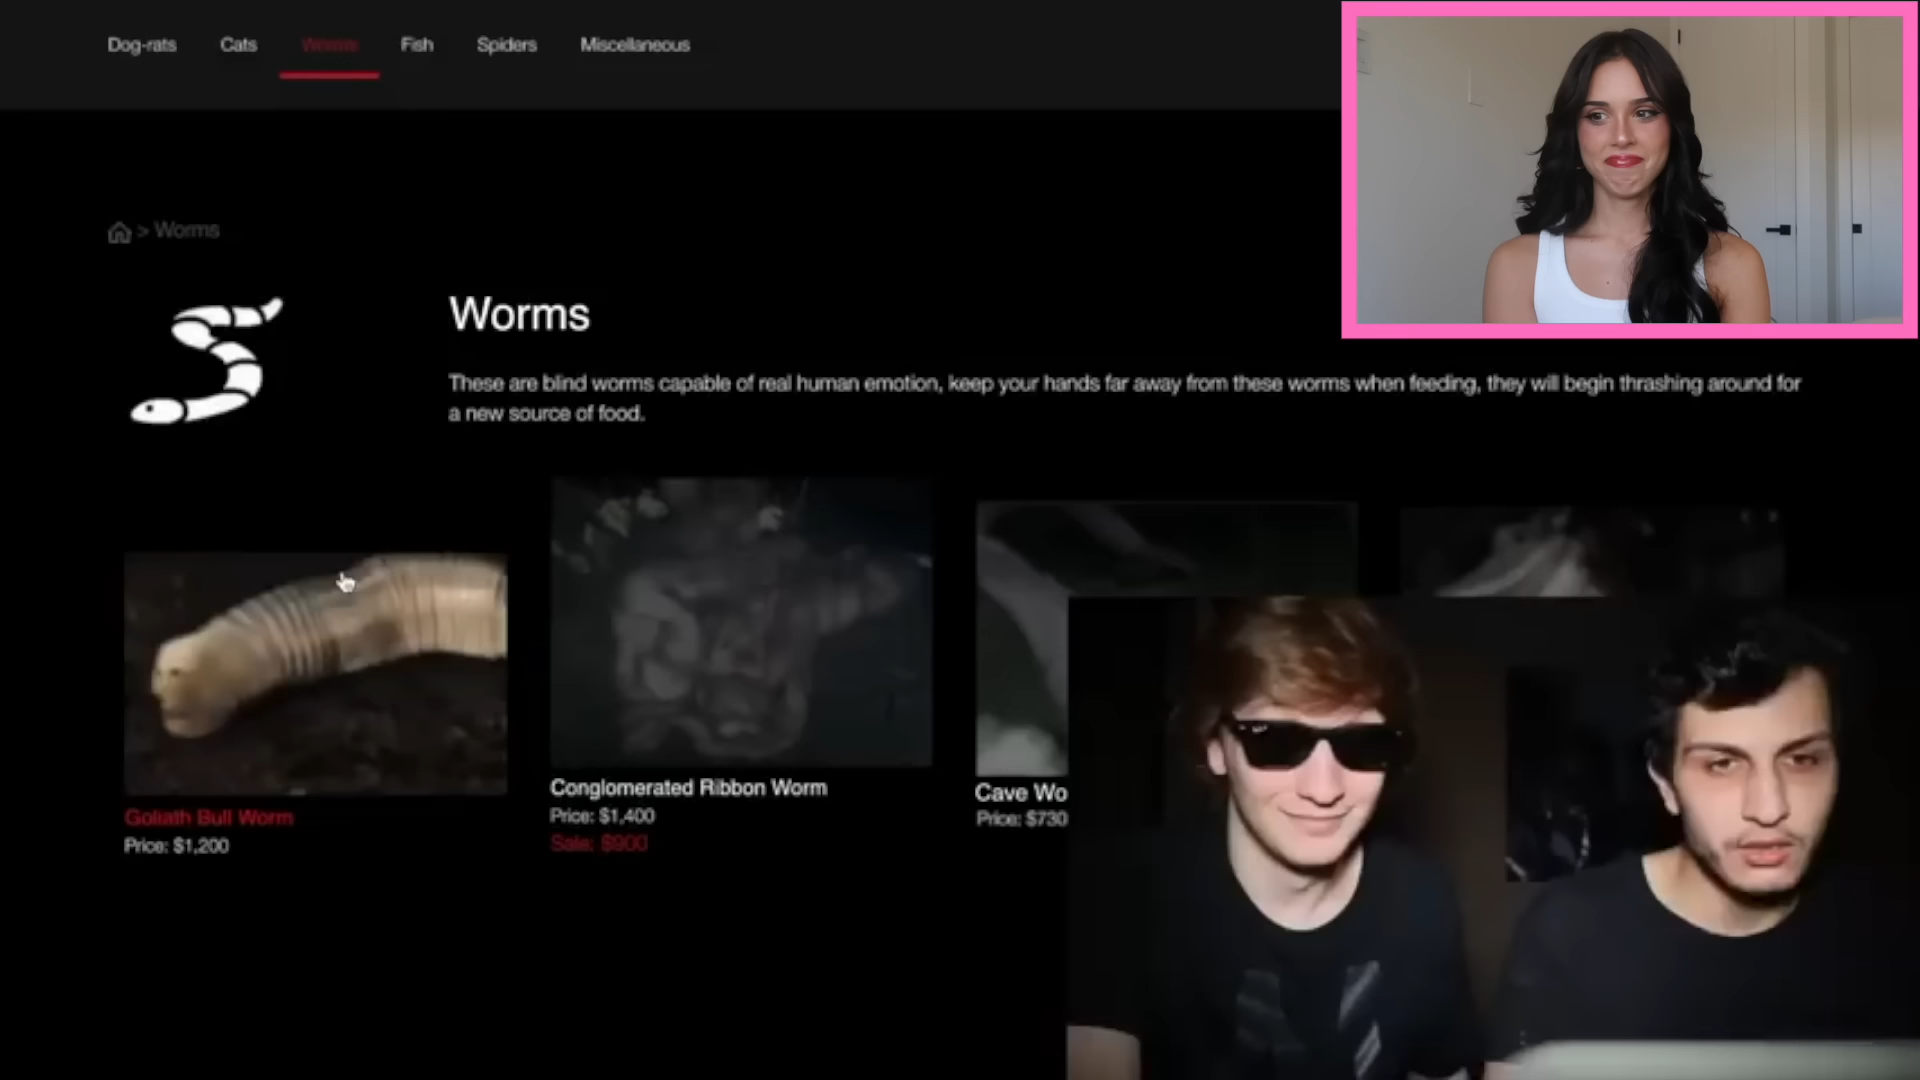 Dog-rats Cats Worms Fish Spiders Miscellaneous
> Worms
Worms
These are blind worms capable of real human emotion, keep your hands far away from these worms when feeding, they will begin thrashing around for
a new source of food.
Goliath Bull Worm
Price: $1,200
Conglomerated Ribbon Worm
Price: $1,400
Sale: $900
Cave Wo
Price: $730